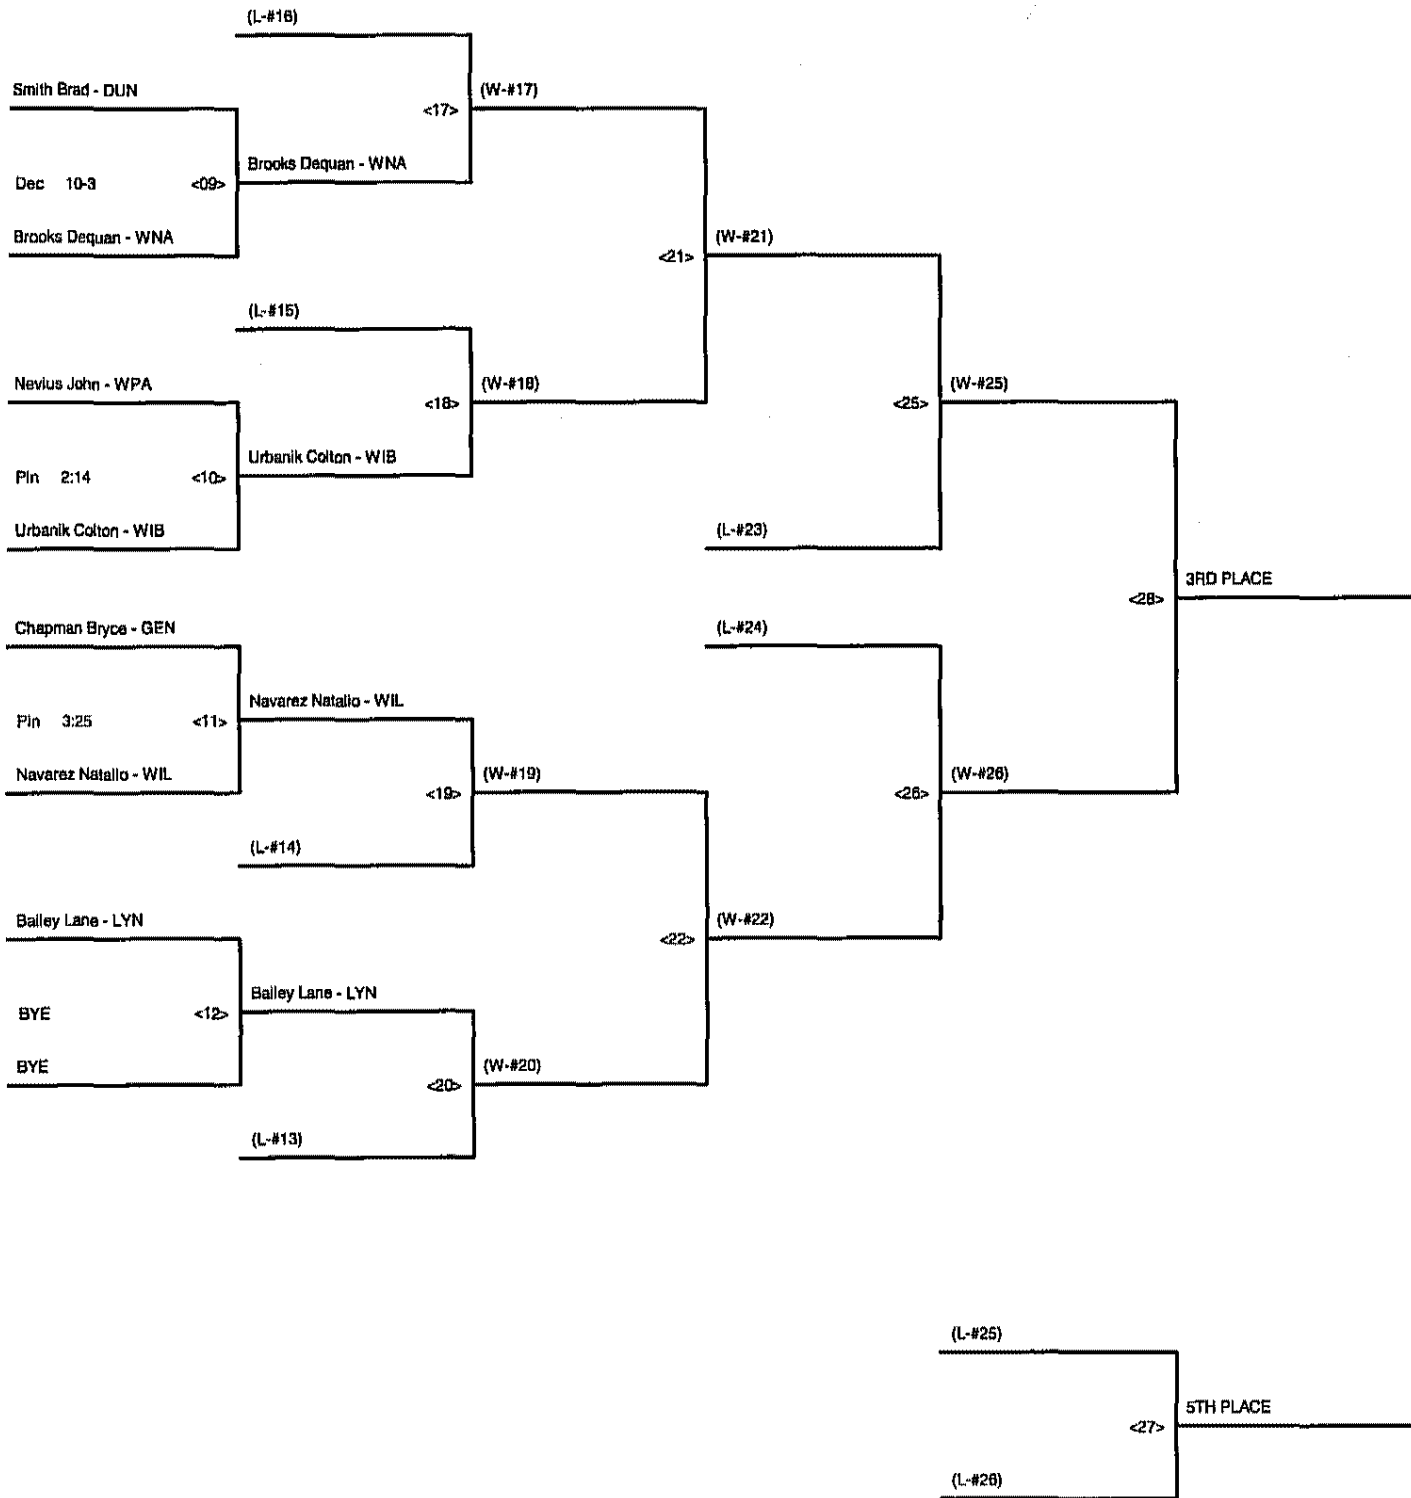 (L-#16)
Smith Brad - DUN
(W-#17)
<17>
Brooks Dequan - WNA
Dec 10-3 <09>
Brooks Dequan - WNA
(W-#21)
<21>
(L-#15)
Nevius John - WPA
(W-#18)
(W-#25)
<18>
<25>
Urbanik Colton - WIB
Pin 2:14 <10>
Urbanik Colton - WIB
(L-#23)
3RD PLACE
<28>
Chapman Bryce - GEN
(L-#24)
Navarez Natalio - WIL
Pin 3:25 <11>
Navarez Natalio - WIL
(W-#19)
(W-#26)
<19>
<26>
(L-#14)
Bailey Lane - LYN
(W-#22)
<22>
Bailey Lane - LYN
BYE <12>
BYE
(W-#20)
<20>
(L-#13)
(L-#25)
5TH PLACE
<27>
(L-#26)